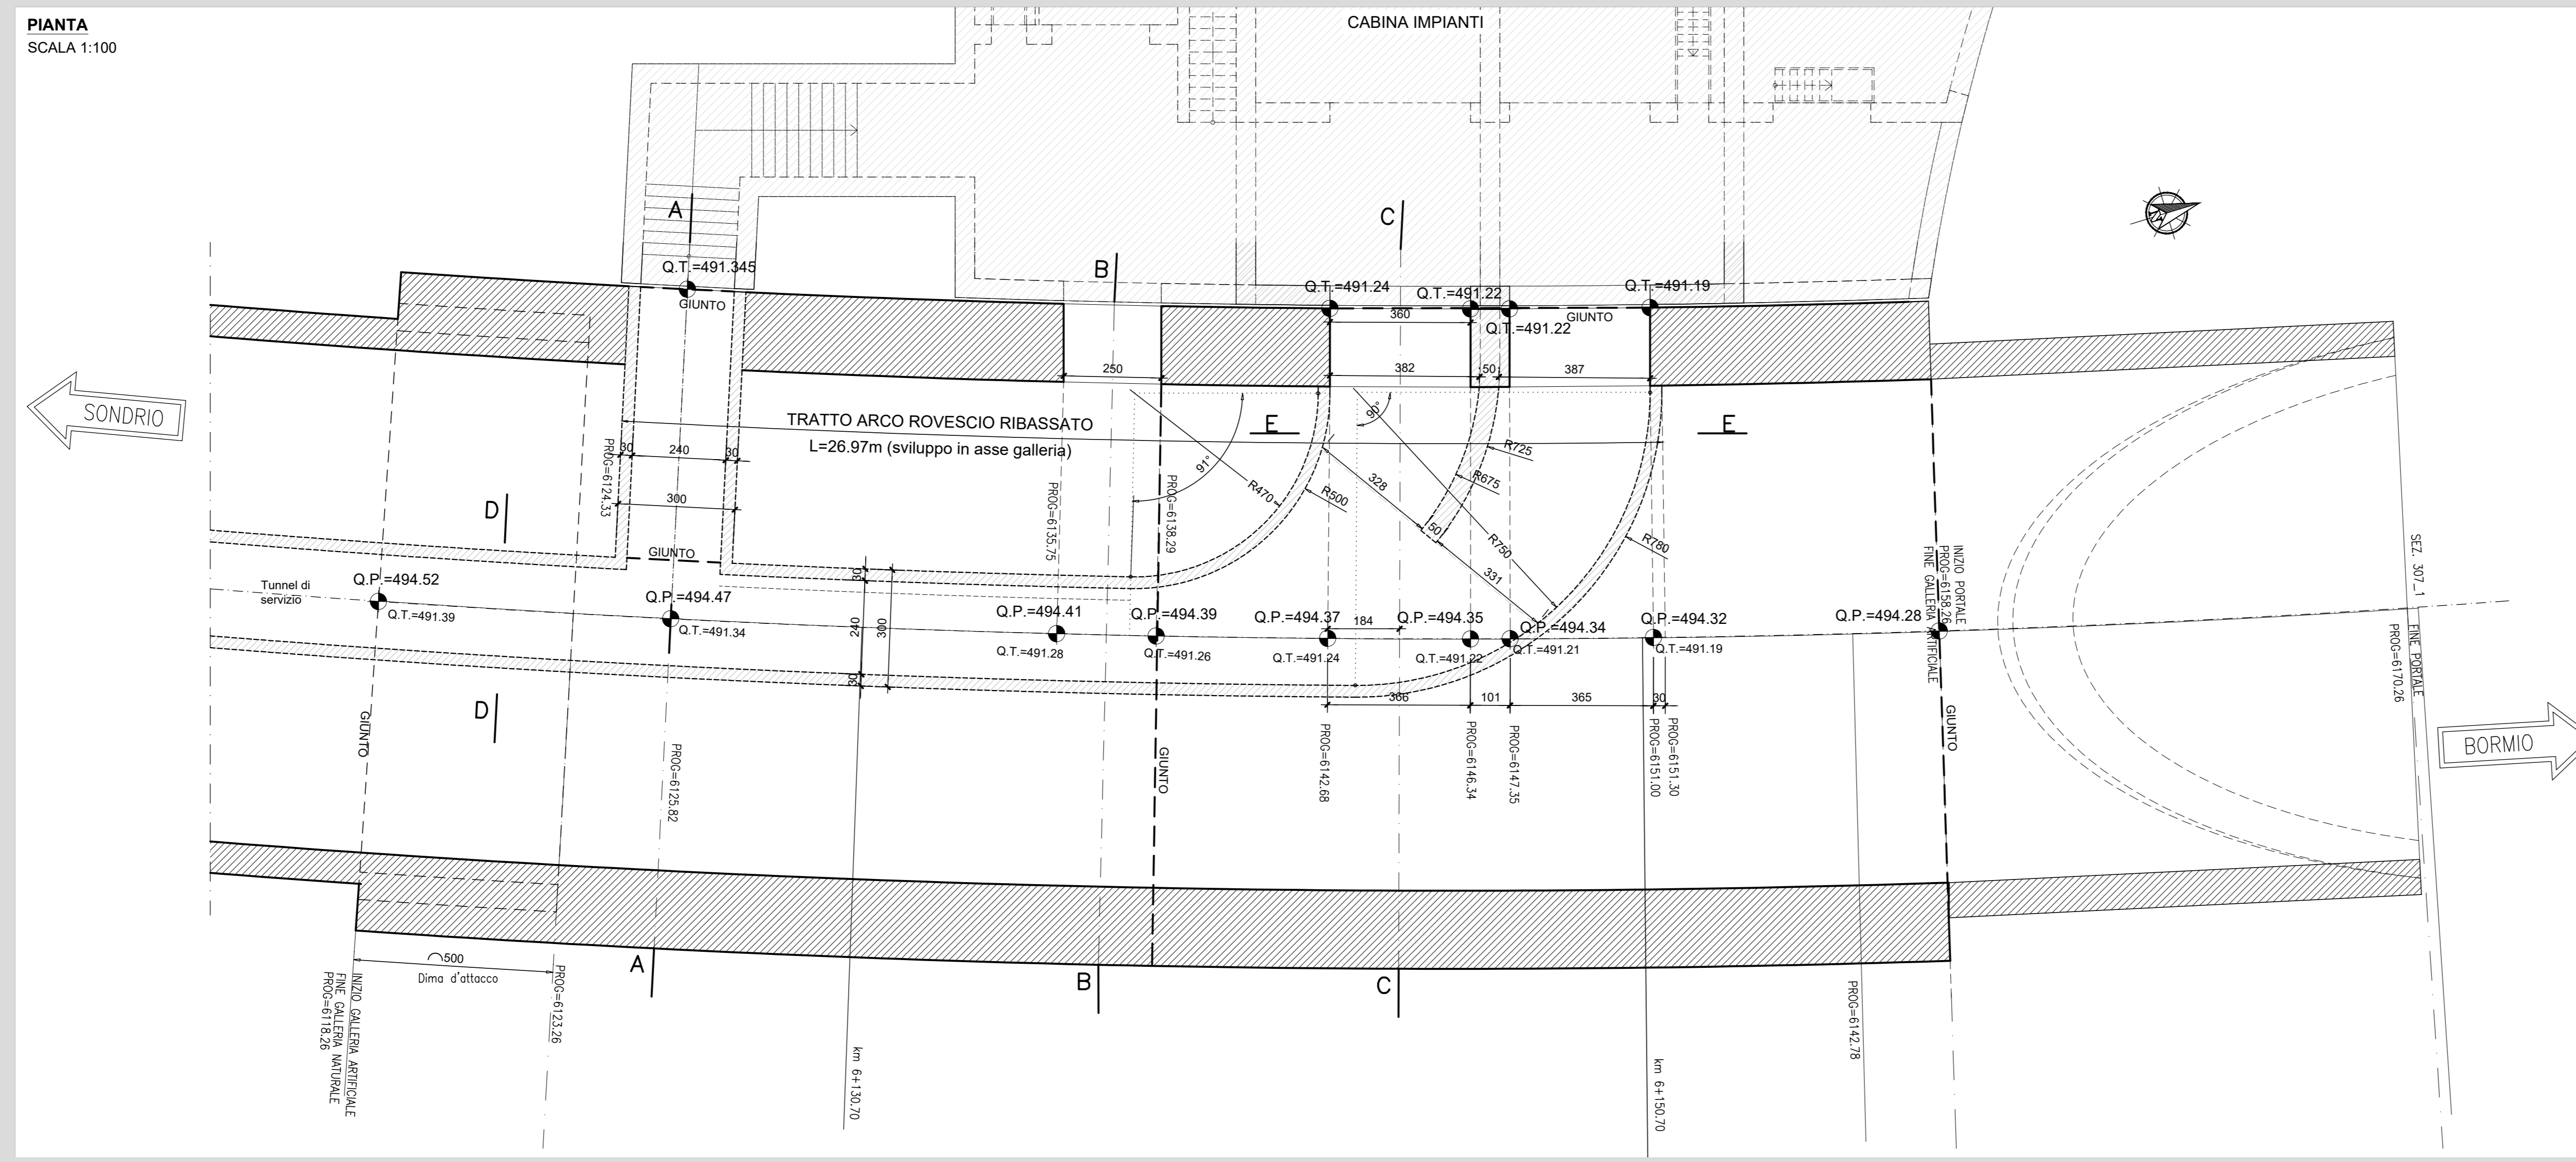 PIANTA
SCALA 1:100
CABINA IMPIANTI
A
B
C
Q.T.=491.345
GIUNTO
Q.T.=491.24
Q.T.=491.22
Q.T.=491.22
Q.T.=491.19
GIUNTO
360
250
382
50
387
SONDRIO
TRATTO ARCO ROVESCIO RIBASSATO
L=26.97m (sviluppo in asse galleria)
E
E
90°
91°
30
240
30
300
PROG=6124.33
PROG=6135.75
PROG=6138.29
R470
R500
328
R725
R675
50
R750
331
R780
D
GIUNTO
Tunnel di
servizio
Q.P.=494.52
Q.T.=491.39
Q.P.=494.47
Q.T.=491.34
30
240
300
30
Q.P.=494.41
Q.T.=491.28
Q.P.=494.39
Q.T.=491.26
Q.P.=494.37
Q.T.=491.24
184
Q.P.=494.35
Q.T.=491.22
Q.P.=494.34
Q.T.=491.21
Q.P.=494.32
Q.T.=491.19
Q.P.=494.28
INIZIO PORTALE
PROG=6158.26
FINE GALLERIA ARTIFICIALE
SEZ. 307_1
FINE PORTALE
PROG=6170.26
366
101
365
30
D
GIUNTO
PROG=6125.82
GIUNTO
PROG=6142.68
PROG=6146.34
PROG=6147.35
PROG=6151.00
PROG=6151.30
GIUNTO
BORMIO
500
Dima d'attacco
INIZIO GALLERIA ARTIFICIALE
FINE GALLERIA NATURALE
PROG=6118.26
PROG=6123.26
A
B
C
km 6+130.70
km 6+150.70
PROG=6142.78